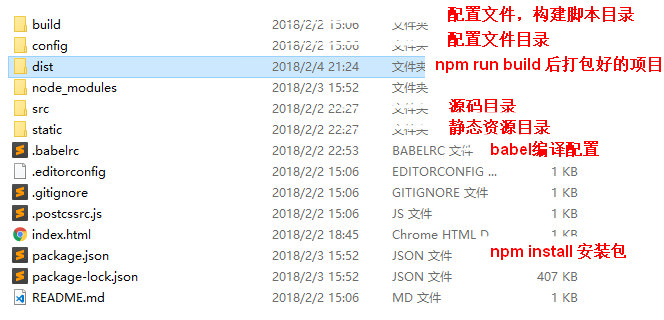 build 2018/2/2 15:06 文件夹 配置文件，构建脚本目录
config 2018/2/2 15:06 文件夹 配置文件目录
dist 2018/2/4 21:24 文件夹 npm run build 后打包好的项目
node_modules 2018/2/3 15:52 文件夹
src 2018/2/2 22:27 文件夹 源码目录
static 2018/2/2 22:27 文件夹 静态资源目录
.babelrc 2018/2/2 22:53 BABELRC 文件 babel编译配置 1 KB
.editorconfig 2018/2/2 15:06 EDITORCONFIG ... 1 KB
.gitignore 2018/2/2 15:06 GITIGNORE 文件 1 KB
.postcssrc.js 2018/2/2 15:06 JS 文件 1 KB
index.html 2018/2/2 18:45 Chrome HTML D 1 KB
package.json 2018/2/3 15:52 JSON 文件 npm install 安装包
package-lock.json 2018/2/3 15:52 JSON 文件 407 KB
README.md 2018/2/2 15:06 MD 文件 1 KB